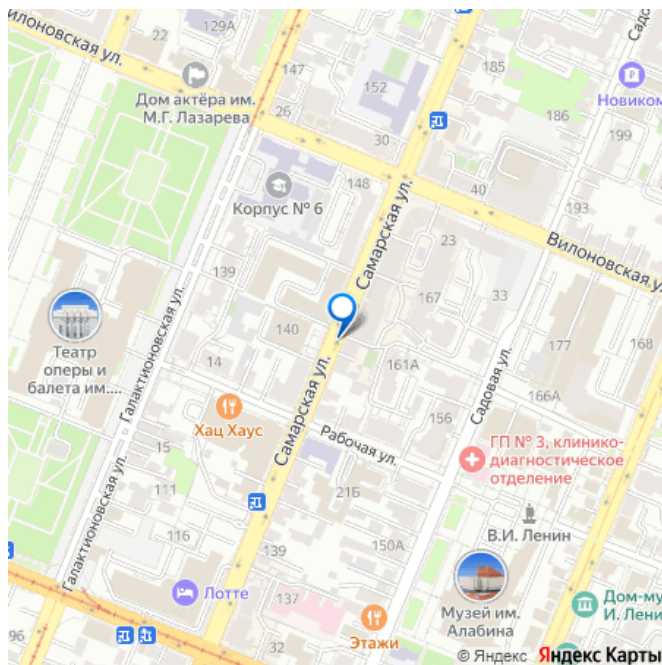 Вилоновская ул.
22
147
152
185
Садо
Новиком
Дом актёра им.
М.Г. Лазарева
26
30
186
199
148
40
193
Корпус № 6
Самарская ул.
23
Вилоновская ул
139
33
167
Театр
оперы и
балета им....
Галактионовская ул.
140
14
161А
177
168
166А
Садовая ул.
Хац Хаус
Самарская ул.
156
Рабочая ул.
ГП № 3, клинико-
диагностическое
отделение
15
111
21Б
116
В.И. Ленин
139
150А
Галактионовская ул.
Лотте
137
Музей им.
Алабина
Дом-му
И. Лени
96
Этажи
© Яндекс Яндекс Карты